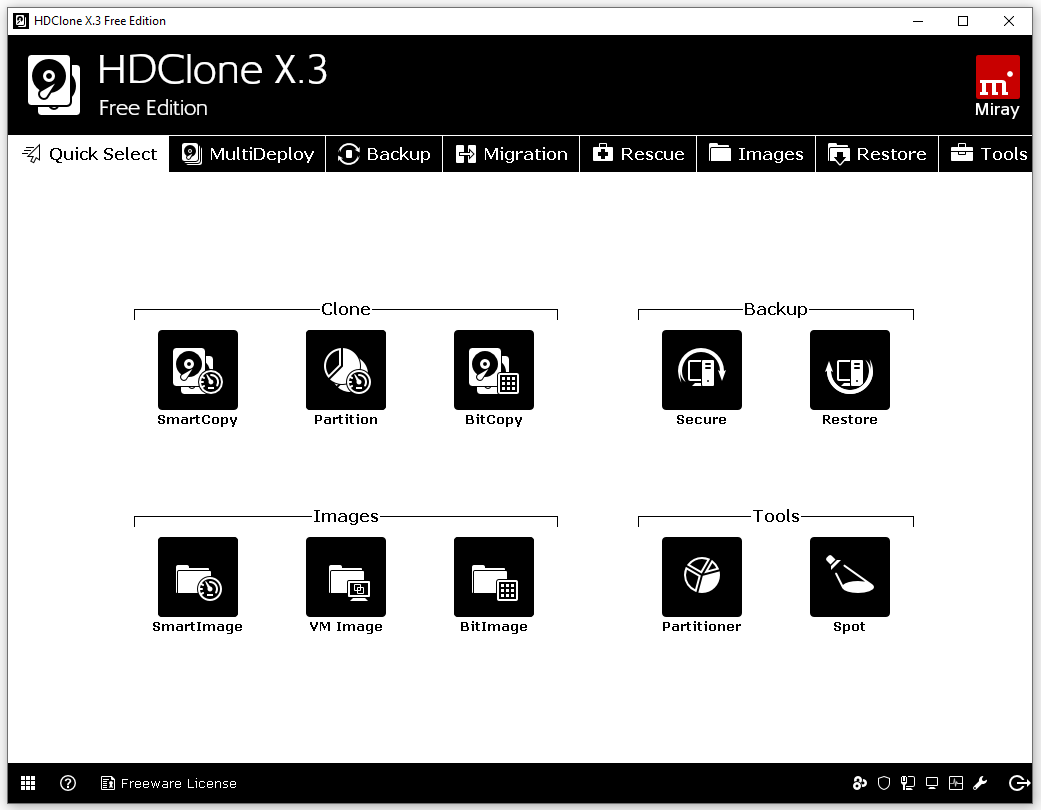 HDClone X.3 Free Edition
HDClone X.3
Free Edition
Miray
Quick Select MultiDeploy Backup Migration Rescue Images Restore Tools
Clone Backup
SmartCopy Partition BitCopy Secure Restore
Images Tools
SmartImage VM Image BitImage Partitioner Spot
Freeware License